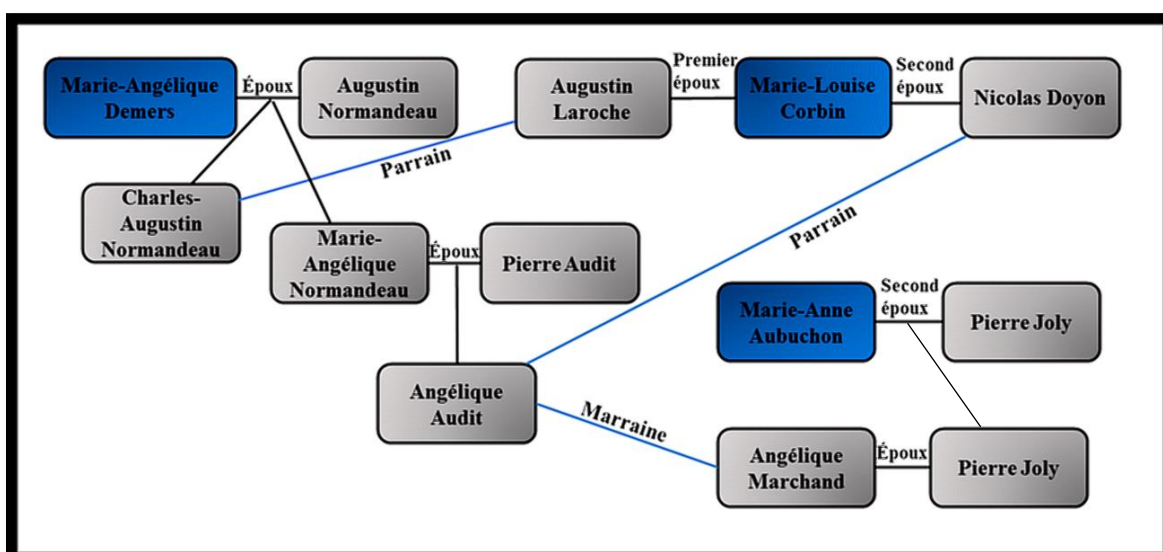 Marie-Angélique
Demers
Époux
Augustin
Normandeau
Augustin
Laroche
Premier
époux
Marie-Louise
Corbin
Second
époux
Nicolas Doyon
Parrain
Charles-
Augustin
Normandeau
Marie-
Angélique
Normandeau
Époux
Pierre Audit
Parrain
Marie-Anne
Aubuchon
Second
époux
Pierre Joly
Angélique
Audit
Marraine
Angélique
Marchand
Époux
Pierre Joly